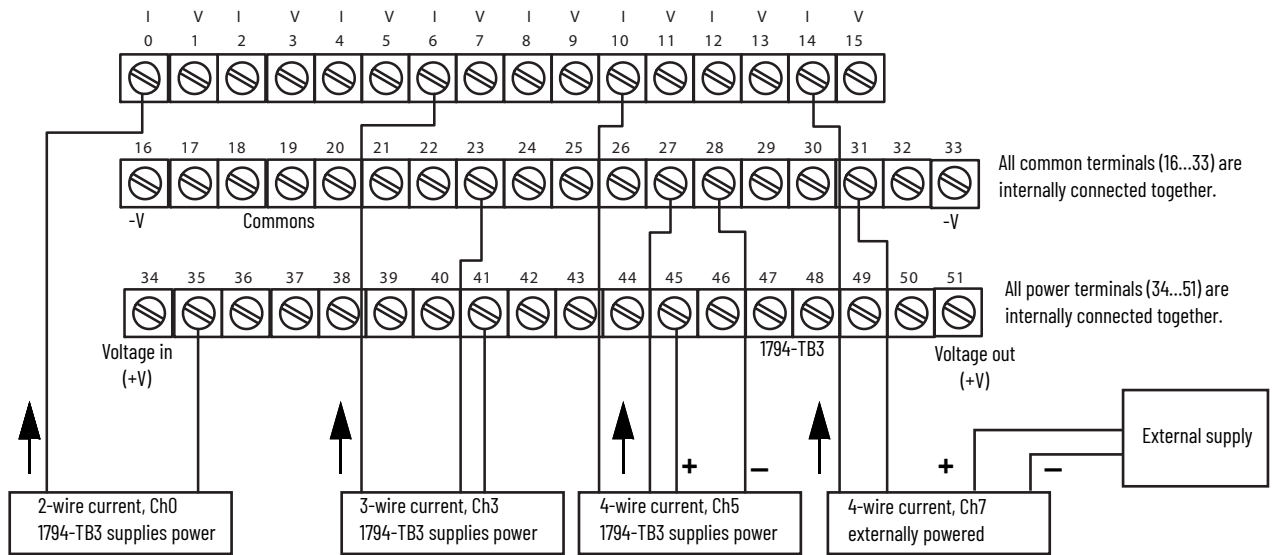 I V I V I V I V I V I V I V I V
0 1 2 3 4 5 6 7 8 9 10 11 12 13 14 15
16 17 18 19 20 21 22 23 24 25 26 27 28 29 30 31 32 33
All common terminals (16...33) are
internally connected together.
-V Commons -V
34 35 36 37 38 39 40 41 42 43 44 45 46 47 48 49 50 51
All power terminals (34...51) are
internally connected together.
Voltage in
(+V)
1794-TB3
Voltage out
(+V)
External supply
+ – + –
2-wire current, Ch0
1794-TB3 supplies power
3-wire current, Ch3
1794-TB3 supplies power
4-wire current, Ch5
1794-TB3 supplies power
4-wire current, Ch7
externally powered